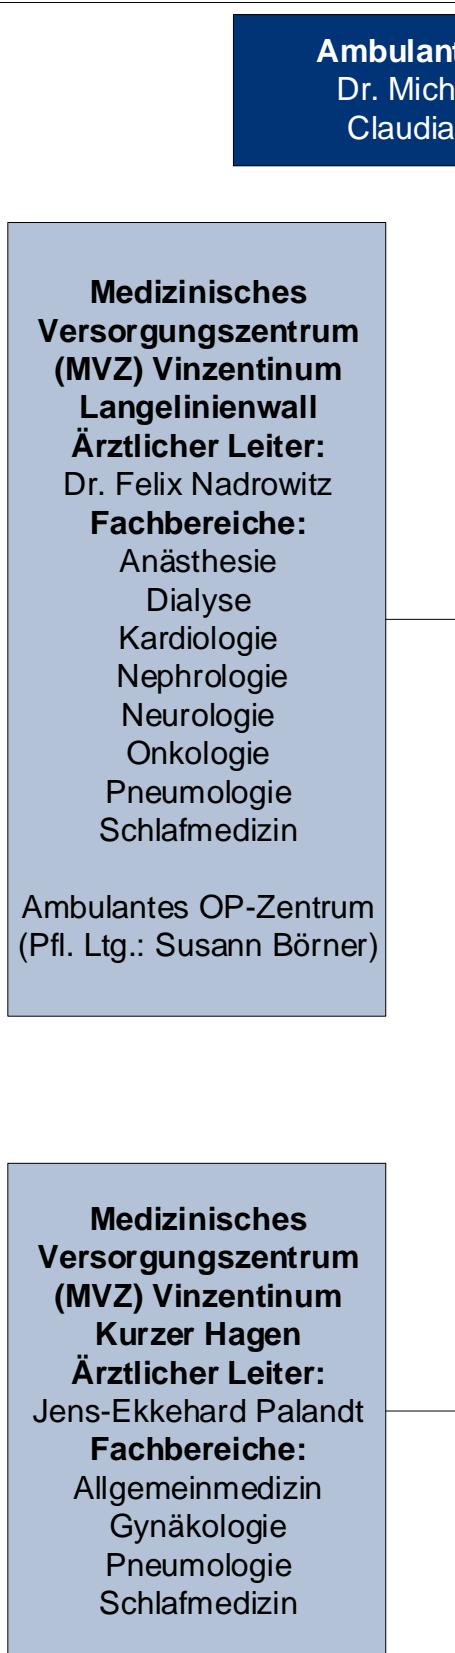 Dr.
Claudia
Medizinisches
Versorgungszentrum
(MVZ) Vinzentinum
Langelinienwall
Ärztlicher Leiter:
Dr. Felix Nadrowitz
Fachbereiche:
Anästhesie
Dialyse
Kardiologie
Nephrologie
Neurologie
Onkologie
Pneumologie
Schlafmedizin
Ambulantes OP-Zentrum
(Pfl. Ltg.: Susann Börner)
Medizinisches
Versorgungszentrum
(MVZ) Vinzentinum
Kurzer Hagen
Ärztlicher Leiter:
Jens-Ekkehard Palandt
Fachbereiche:
Allgemeinmedizin
Gynäkologie
Pneumologie
Schlafmedizin